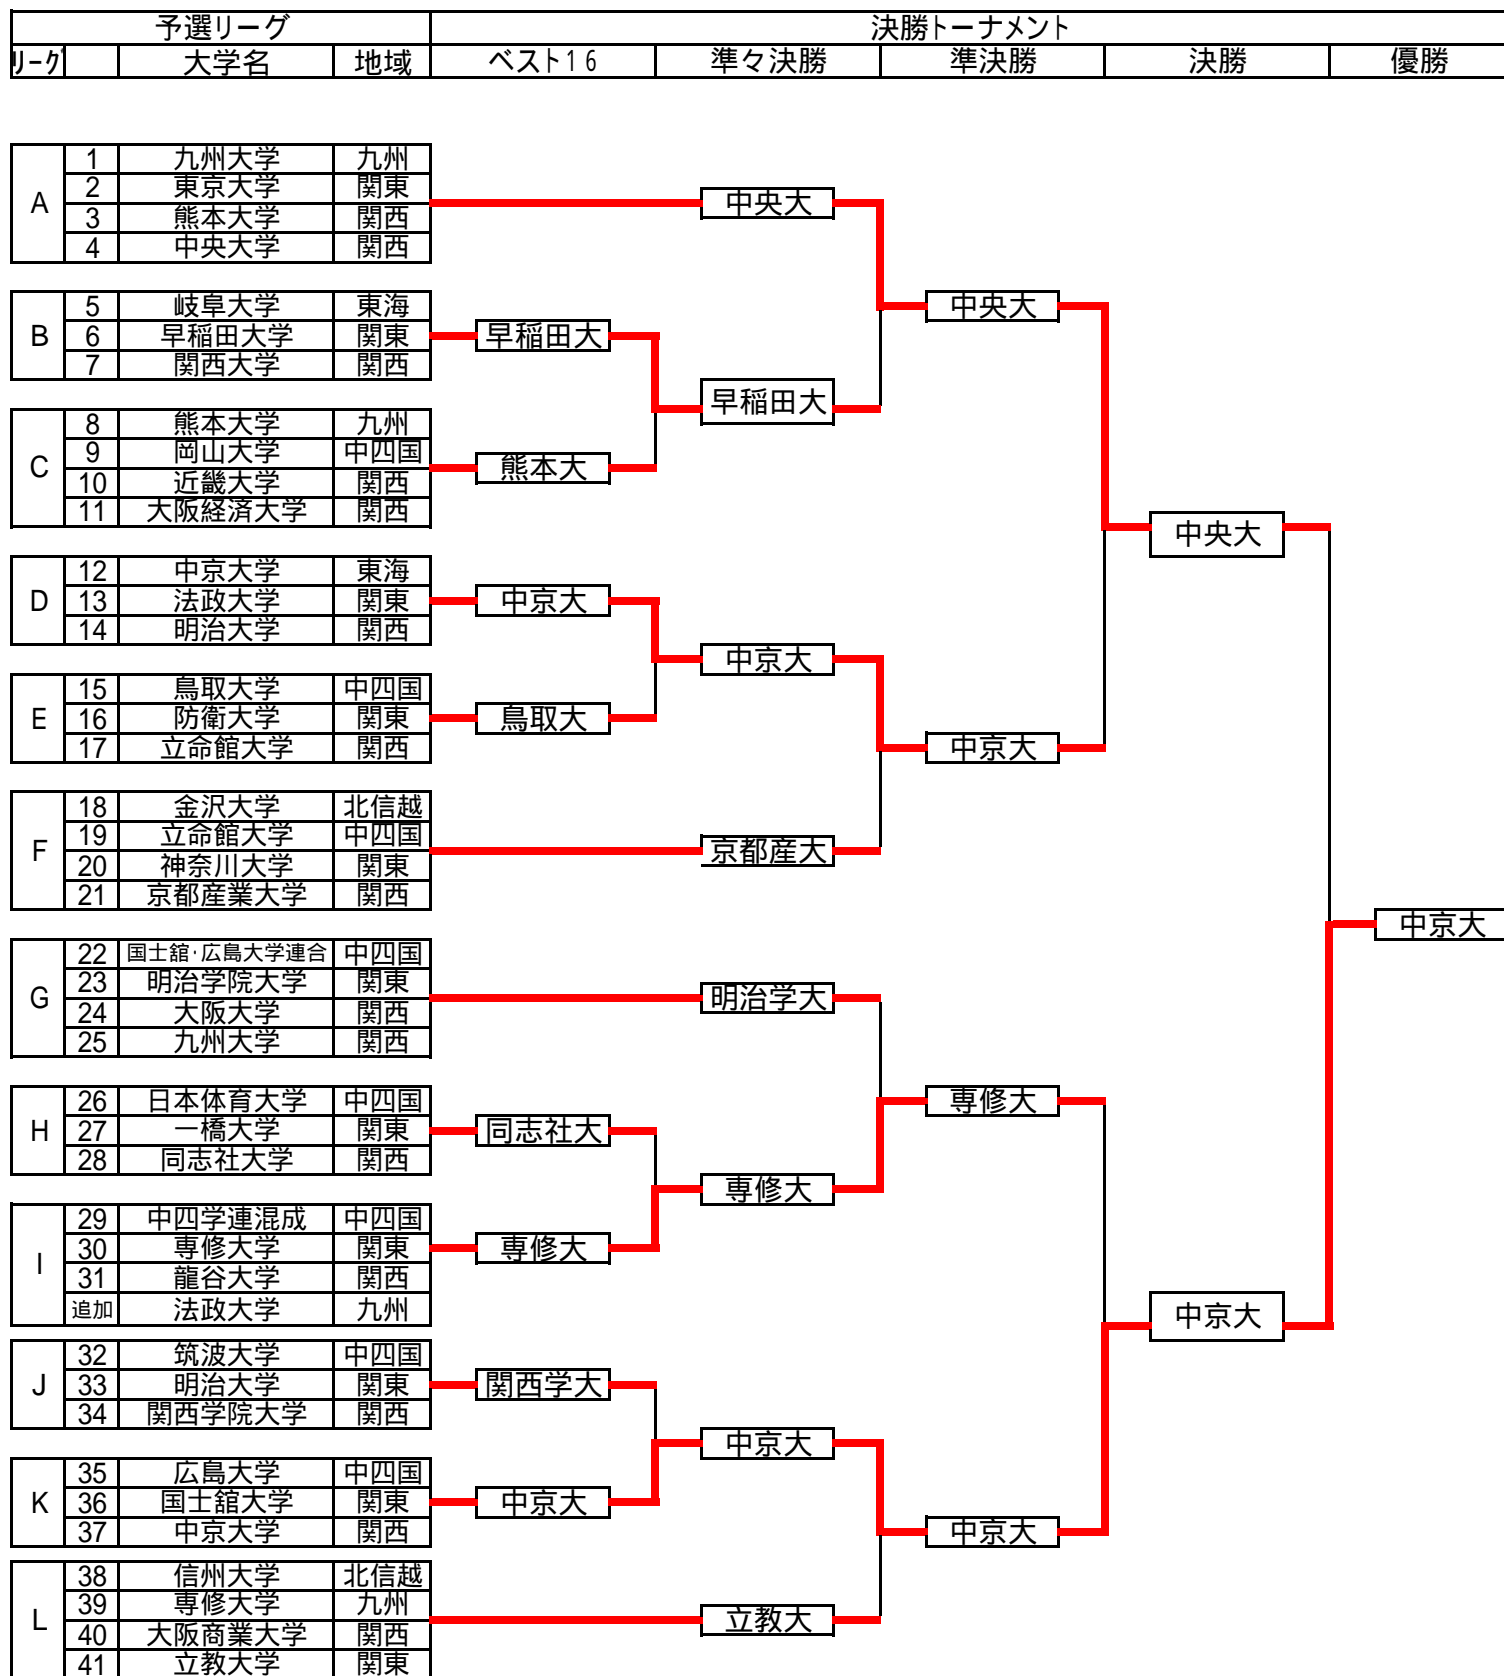 予選リーグ 決勝トーナメント
リーグ 大学名 地域 ベスト16 準々決勝 準決勝 決勝 優勝
A
1 九州大学 九州
2 東京大学 関東
3 熊本大学 関西
4 中央大学 関西
中央大
B
5 岐阜大学 東海
6 早稲田大学 関東
7 関西大学 関西
早稲田大
中央大
早稲田大
C
8 熊本大学 九州
9 岡山大学 中四国
10 近畿大学 関西
11 大阪経済大学 関西
熊本大
中央大
D
12 中京大学 東海
13 法政大学 関東
14 明治大学 関西
中京大
中京大
E
15 鳥取大学 中四国
16 防衛大学 関東
17 立命館大学 関西
鳥取大
中京大
F
18 金沢大学 北信越
19 立命館大学 中四国
20 神奈川大学 関東
21 京都産業大学 関西
京都産大
中京大
G
22 国士舘・広島大学連合 中四国
23 明治学院大学 関東
24 大阪大学 関西
25 九州大学 関西
明治学大
H
26 日本体育大学 中四国
27 一橋大学 関東
28 同志社大学 関西
同志社大
専修大
専修大
I
29 中四学連混成 中四国
30 専修大学 関東
31 龍谷大学 関西
追加 法政大学 九州
専修大
中京大
J
32 筑波大学 中四国
33 明治大学 関東
34 関西学院大学 関西
関西学大
中京大
K
35 広島大学 中四国
36 国士舘大学 関東
37 中京大学 関西
中京大
中京大
L
38 信州大学 北信越
39 専修大学 九州
40 大阪商業大学 関西
41 立教大学 関東
立教大